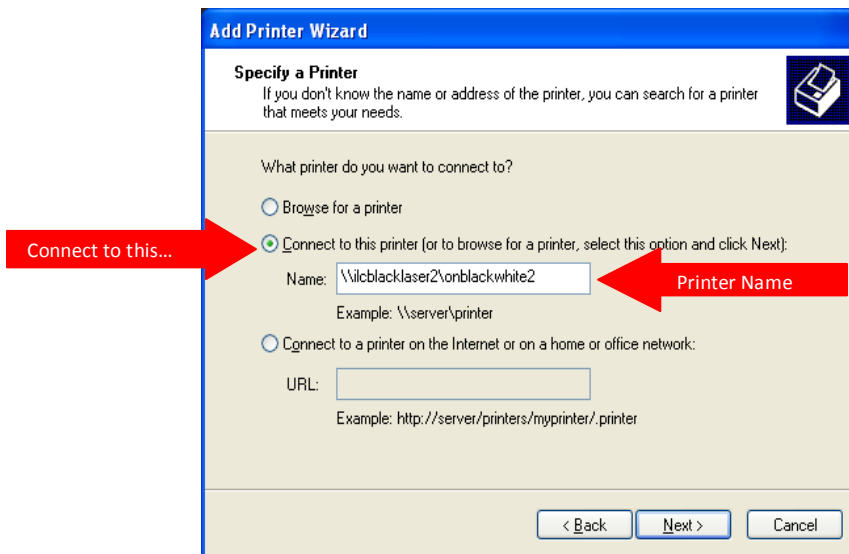 Add Printer Wizard
Specify a Printer
If you don't know the name or address of the printer, you can search for a printer
that meets your needs.
What printer do you want to connect to?
Browse for a printer
Connect to this...
Connect to this printer (or to browse for a printer, select this option and click Next):
Name: \\ilcblacklaser2\onblackwhite2
Printer Name
Example: \\server\printer
Connect to a printer on the Internet or on a home or office network:
URL:
Example: http://server/printers/myprinter/.printer
< Back Next > Cancel